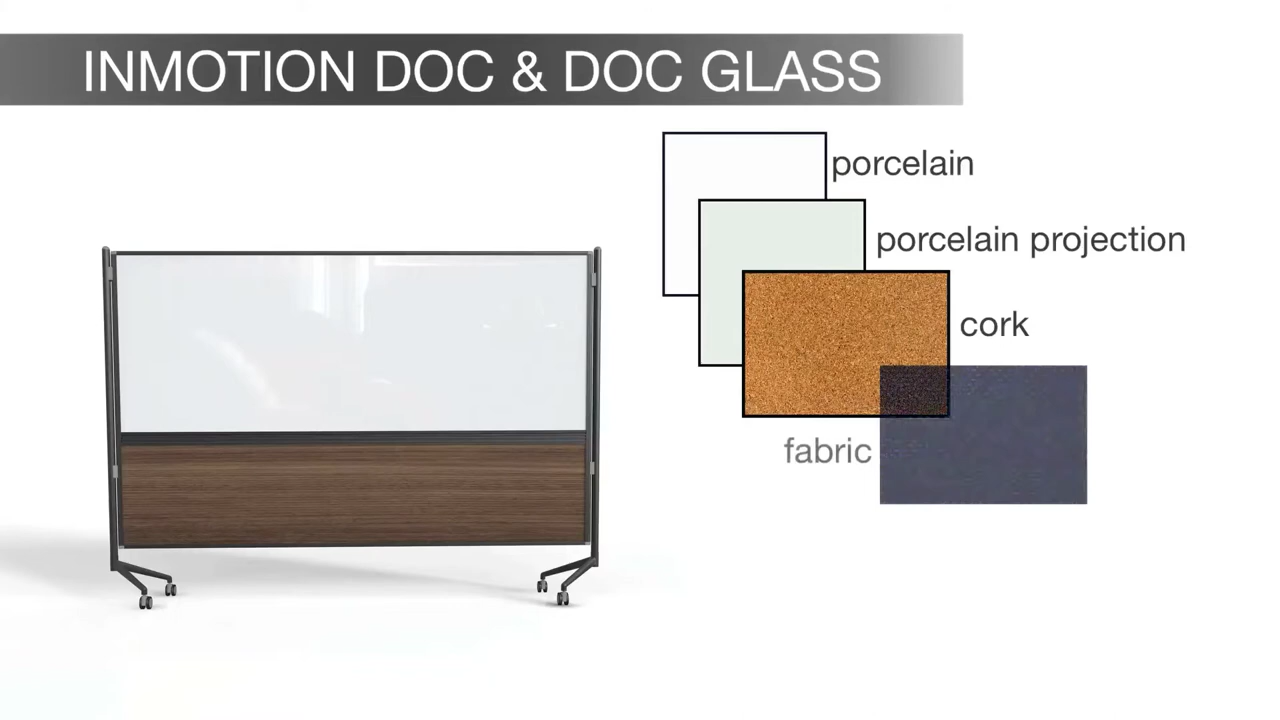 INMOTION DOC & DOC GLASS
porcelain
porcelain projection
cork
fabric